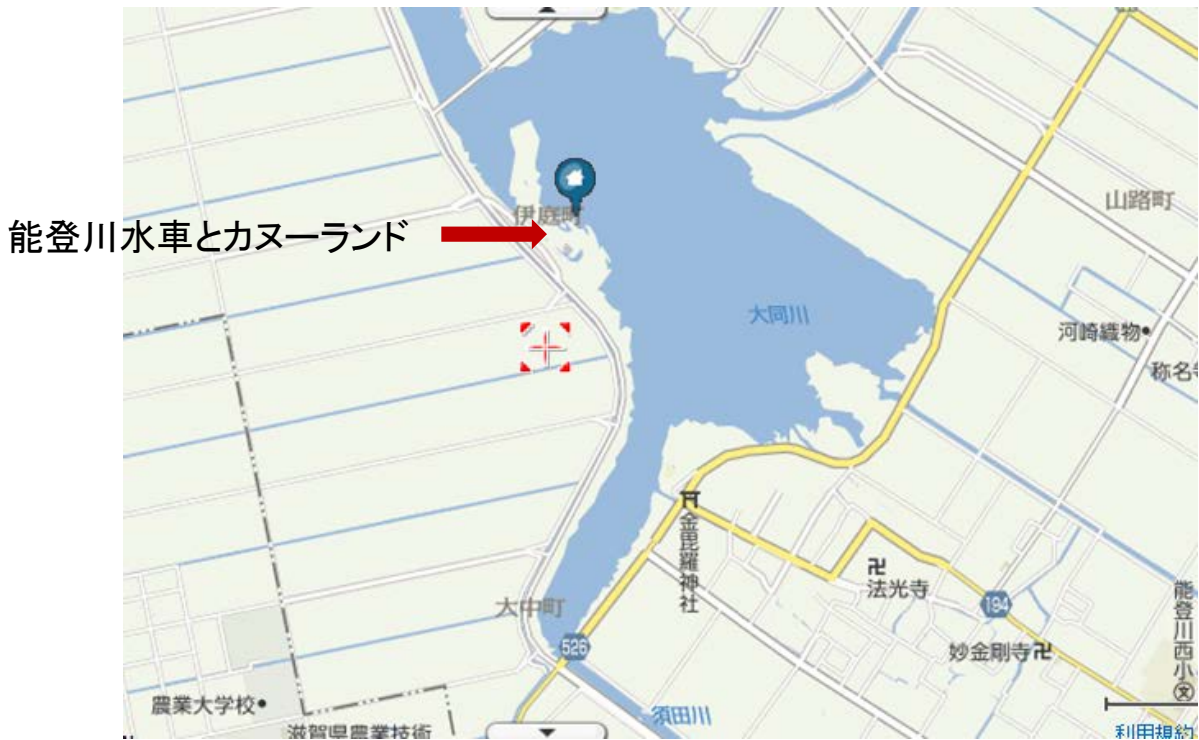 山路町
伊庭町
能登川水車とカヌーランド
大同川
河崎織物
称名寺
金毘羅神社
法光寺
194
大中町
526
妙金剛寺
能登川西小
文
農業大学校
須田川
滋賀県農業技術
利用規約